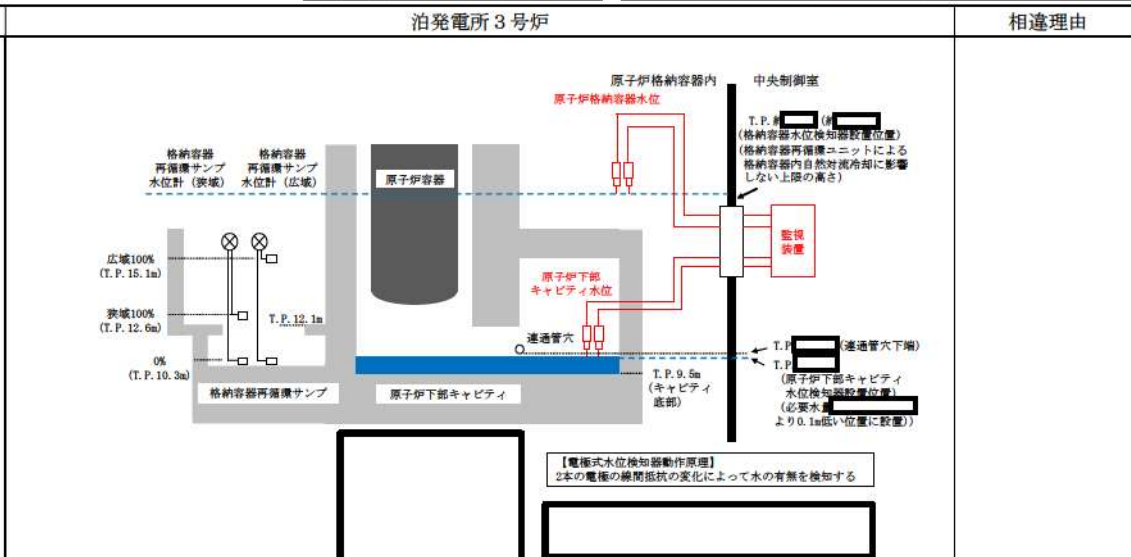 泊発電所3号炉
相違理由
原子炉格納容器内
中央制御室
原子炉格納容器水位
T.P.約 (約
(格納容器水位検知器設置位置)
(格納容器再循環ユニットによる
格納容器内自然対流冷却に影響
しない上限の高さ)
格納容器
再循環サンプ
水位計(狭域)
格納容器
再循環サンプ
水位計(広域)
原子炉容器
監視
装置
広域100%
(T.P.15.1m)
原子炉下部
キャビティ水位
狭域100%
(T.P.12.6m)
T.P.12.1m
連通管穴
T.P (連通管穴下端)
0%
(T.P.10.3m)
T.P.
(原子炉下部キャビティ
水位検知器設置位置)
(必要水量
より0.1m低い位置に設置))
T.P.9.5m
(キャビティ
底部)
格納容器再循環サンプ
原子炉下部キャビティ
【電極式水位検知器動作原理】
2本の電極の線間抵抗の変化によって水の有無を検知する